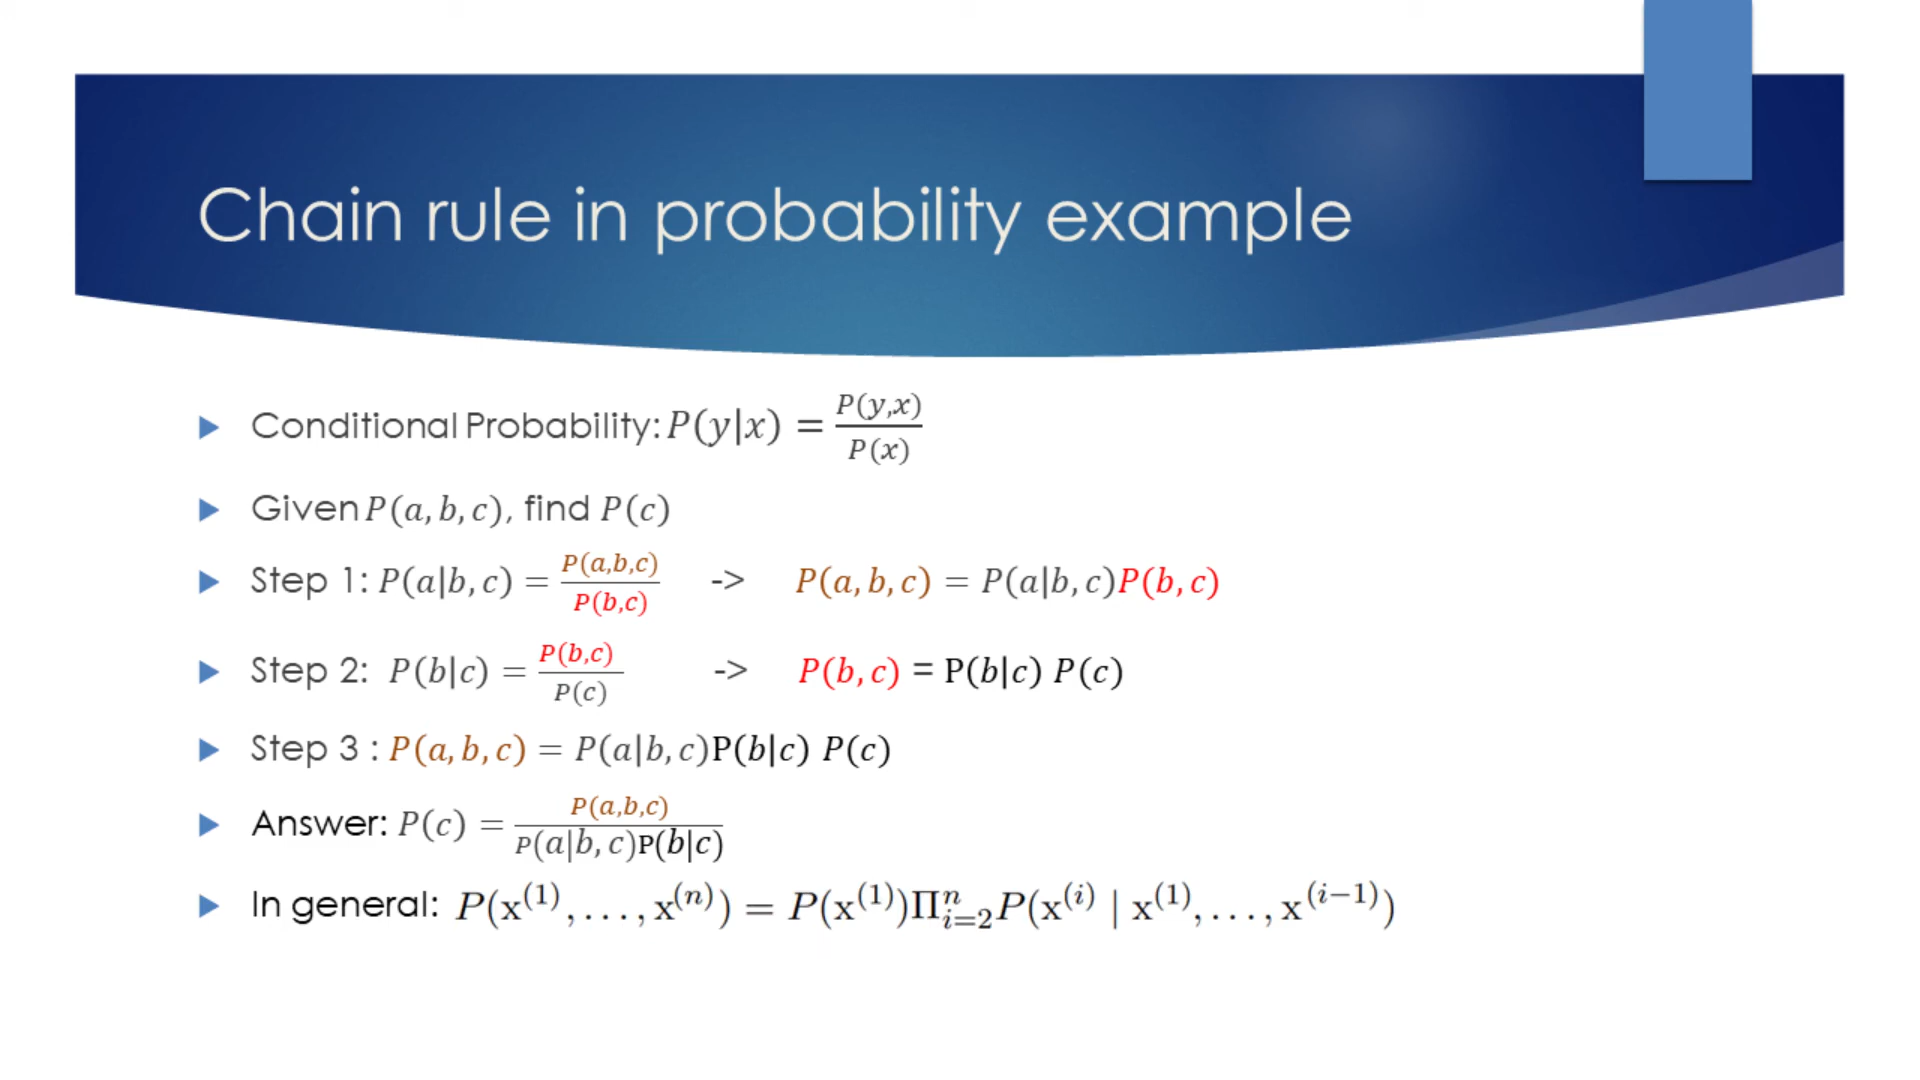 Chain rule in probability example
Conditional Probability: P(y|x) = P(y,x) / P(x)
Given P(a, b, c), find P(c)
Step 1: P(a|b, c) = P(a,b,c) / P(b,c) -> P(a, b, c) = P(a|b, c)P(b, c)
Step 2: P(b|c) = P(b,c) / P(c) -> P(b, c) = P(b|c) P(c)
Step 3 : P(a, b, c) = P(a|b, c)P(b|c) P(c)
Answer: P(c) = P(a,b,c) / P(a|b, c)P(b|c)
In general: P(x⁽¹⁾, . . . , x⁽ⁿ⁾) = P(x⁽¹⁾)Π_{i=2}^{n} P(x⁽ⁱ⁾ | x⁽¹⁾, . . . , x⁽ⁱ⁻¹⁾)